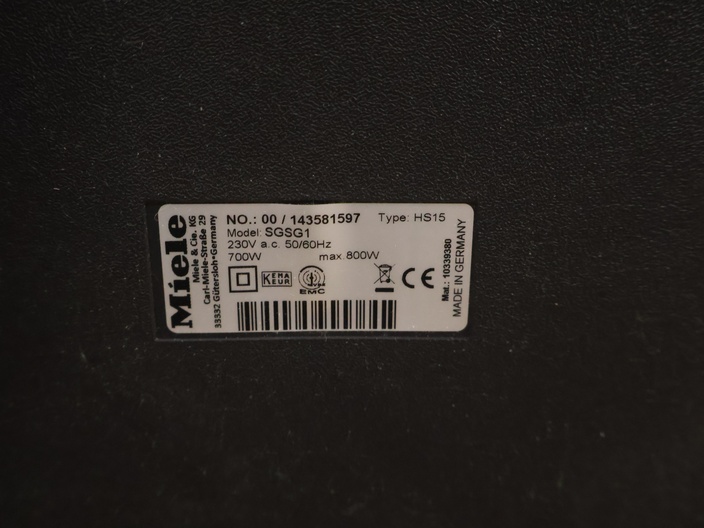 Miele
Miele & Cie. KG
Carl-Miele-Straße 29
33332 Gütersloh•Germany
NO.: 00 / 143581597 Type: HS15
Model: SGSG1
230V a.c. 50/60Hz
700W max.800W
KEMA
KEUR
EMC
CE
Mat.: 10339380
MADE IN GERMANY